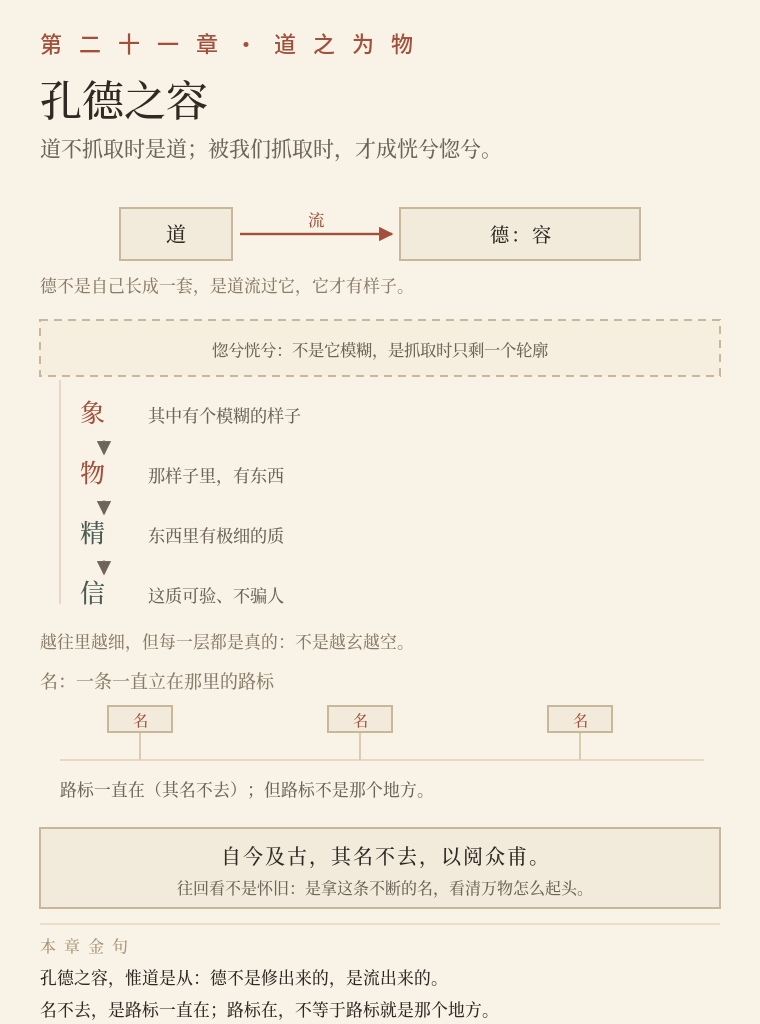 第二十一章·道之为物
孔德之容
道不抓取时是道；被我们抓取时，才成恍兮惚兮。
道
流
德：容
德不是自己长成一套，是道流过它，它才有样子。
惚兮恍兮：不是它模糊，是抓取时只剩一个轮廓
象 其中有个模糊的样子
物 那样子里，有东西
精 东西里有极细的质
信 这质可验、不骗人
越往里越细，但每一层都是真的：不是越玄越空。
名：一条一直立在那里的路标
名 名 名
路标一直在（其名不去）；但路标不是那个地方。
自今及古，其名不去，以阅众甫。
往回看不是怀旧：是拿这条不断的名，看清万物怎么起头。
本章金句
孔德之容，惟道是从：德不是修出来的，是流出来的。
名不去，是路标一直在；路标在，不等于路标就是那个地方。